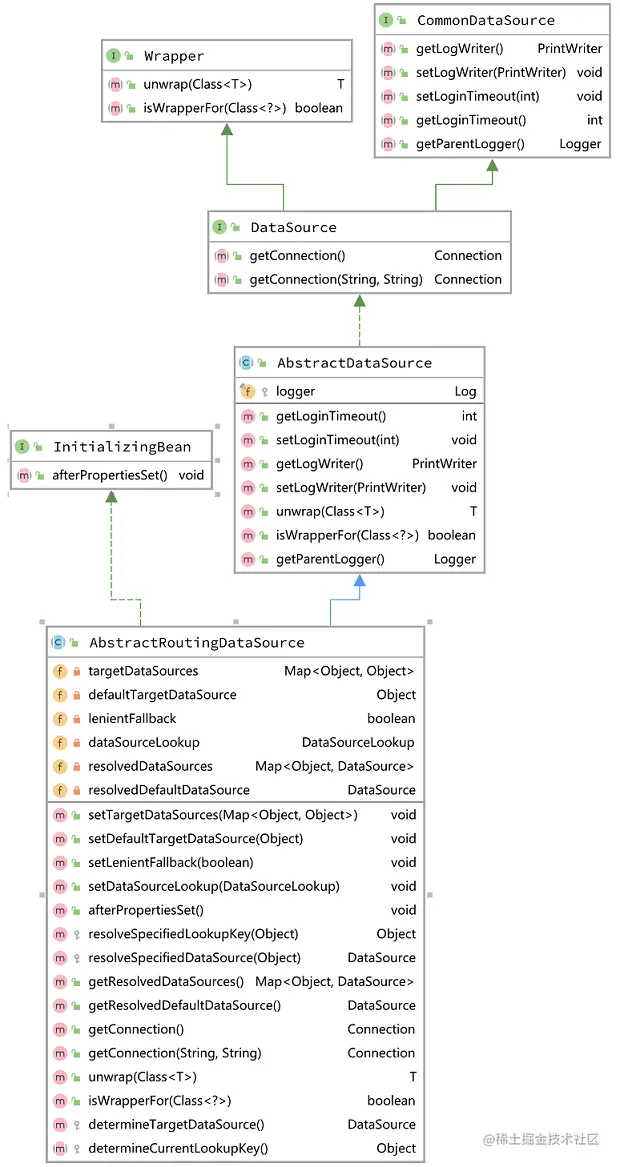 CommonDataSource
getLogWriter() PrintWriter
setLogWriter(PrintWriter) void
setLoginTimeout(int) void
getLoginTimeout() int
getParentLogger() Logger
Wrapper
unwrap(Class<T>) T
isWrapperFor(Class<?>) boolean
DataSource
getConnection() Connection
getConnection(String, String) Connection
AbstractDataSource
logger Log
getLoginTimeout() int
setLoginTimeout(int) void
getLogWriter() PrintWriter
setLogWriter(PrintWriter) void
unwrap(Class<T>) T
isWrapperFor(Class<?>) boolean
getParentLogger() Logger
InitializingBean
afterPropertiesSet() void
AbstractRoutingDataSource
targetDataSources Map<Object, Object>
defaultTargetDataSource Object
lenientFallback boolean
dataSourceLookup DataSourceLookup
resolvedDataSources Map<Object, DataSource>
resolvedDefaultDataSource DataSource
setTargetDataSources(Map<Object, Object>) void
setDefaultTargetDataSource(Object) void
setLenientFallback(boolean) void
setDataSourceLookup(DataSourceLookup) void
afterPropertiesSet() void
resolveSpecifiedLookupKey(Object) Object
resolveSpecifiedDataSource(Object) DataSource
getResolvedDataSources() Map<Object, DataSource>
getResolvedDefaultDataSource() DataSource
getConnection() Connection
getConnection(String, String) Connection
unwrap(Class<T>) T
isWrapperFor(Class<?>) boolean
determineTargetDataSource() DataSource
determineCurrentLookupKey() Object
@稀土掘金技术社区